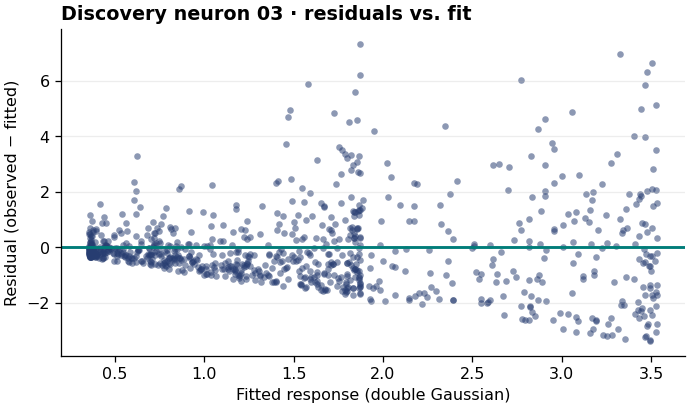 Discovery neuron 03 · residuals vs. fit
Residual (observed − fitted)
6
4
2
0
−2
0.5 1.0 1.5 2.0 2.5 3.0 3.5
Fitted response (double Gaussian)